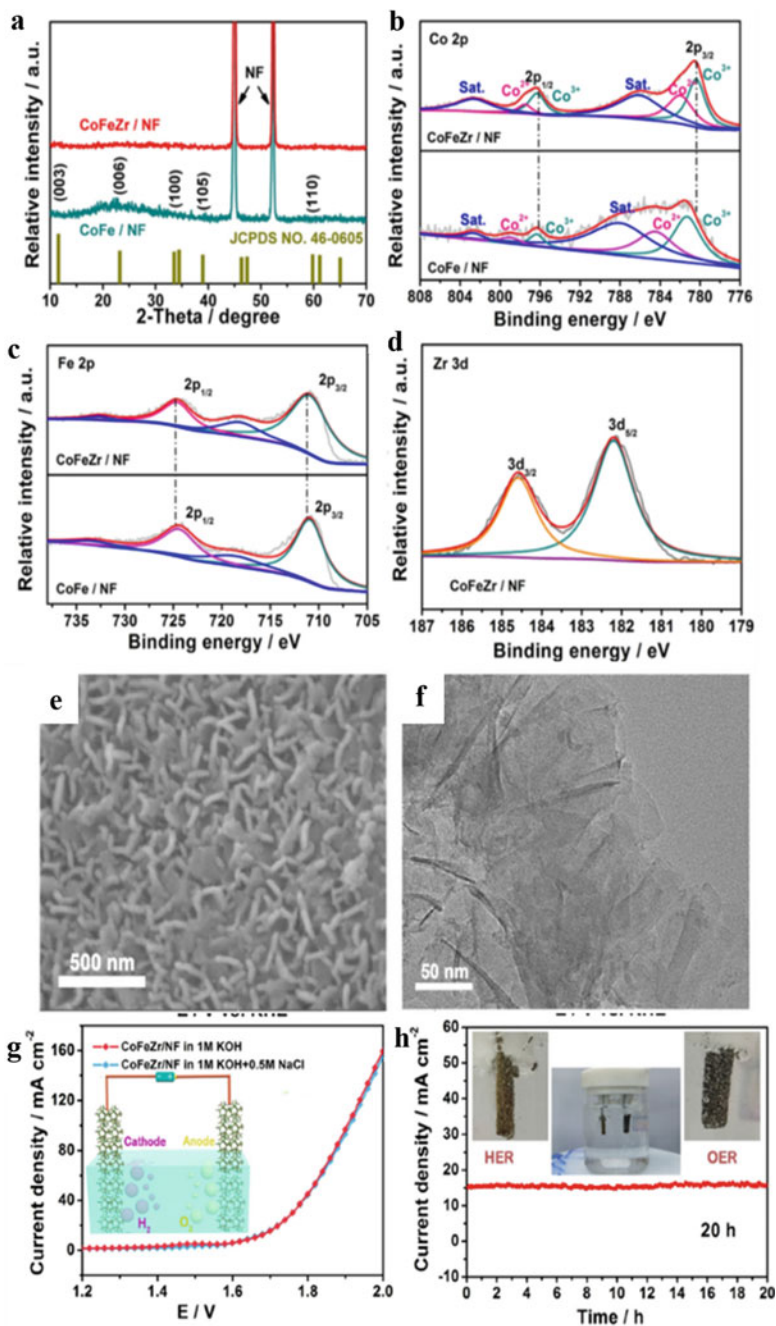 a
Relative intensity / a.u.
NF
CoFeZr / NF
(003)
(006)
(100)
(105)
(110)
CoFe / NF
JCPDS NO. 46-0605
10 20 30 40 50 60 70
2-Theta / degree
b
Relative intensity / a.u.
Co 2p
2p3/2
Co2+ 2p1/2
Sat.
Co3+
Sat.
Co3+
Co3+
CoFeZr / NF
Sat.
Co2+
Co3+
Sat.
Co2+
Co3+
CoFe / NF
808 804 800 796 792 788 784 780 776
Binding energy / eV
c
Relative intensity / a.u.
Fe 2p
2p1/2
2p3/2
CoFeZr / NF
2p1/2
2p3/2
CoFe / NF
735 730 725 720 715 710 705
Binding energy / eV
d
Relative intensity / a.u.
Zr 3d
3d3/2
3d5/2
CoFeZr / NF
187 186 185 184 183 182 181 180 179
Binding energy / eV
e
500 nm
f
50 nm
g
Current density / mA cm-2
160
120
80
40
0
CoFeZr/NF in 1M KOH
CoFeZr/NF in 1M KOH+0.5M NaCl
Cathode
Anode
H2
O2
1.2 1.4 1.6 1.8 2.0
E / V
h
Current density / mA cm-2
60
50
40
30
20
10
0
-10
HER
OER
20 h
0 2 4 6 8 10 12 14 16 18 20
Time / h